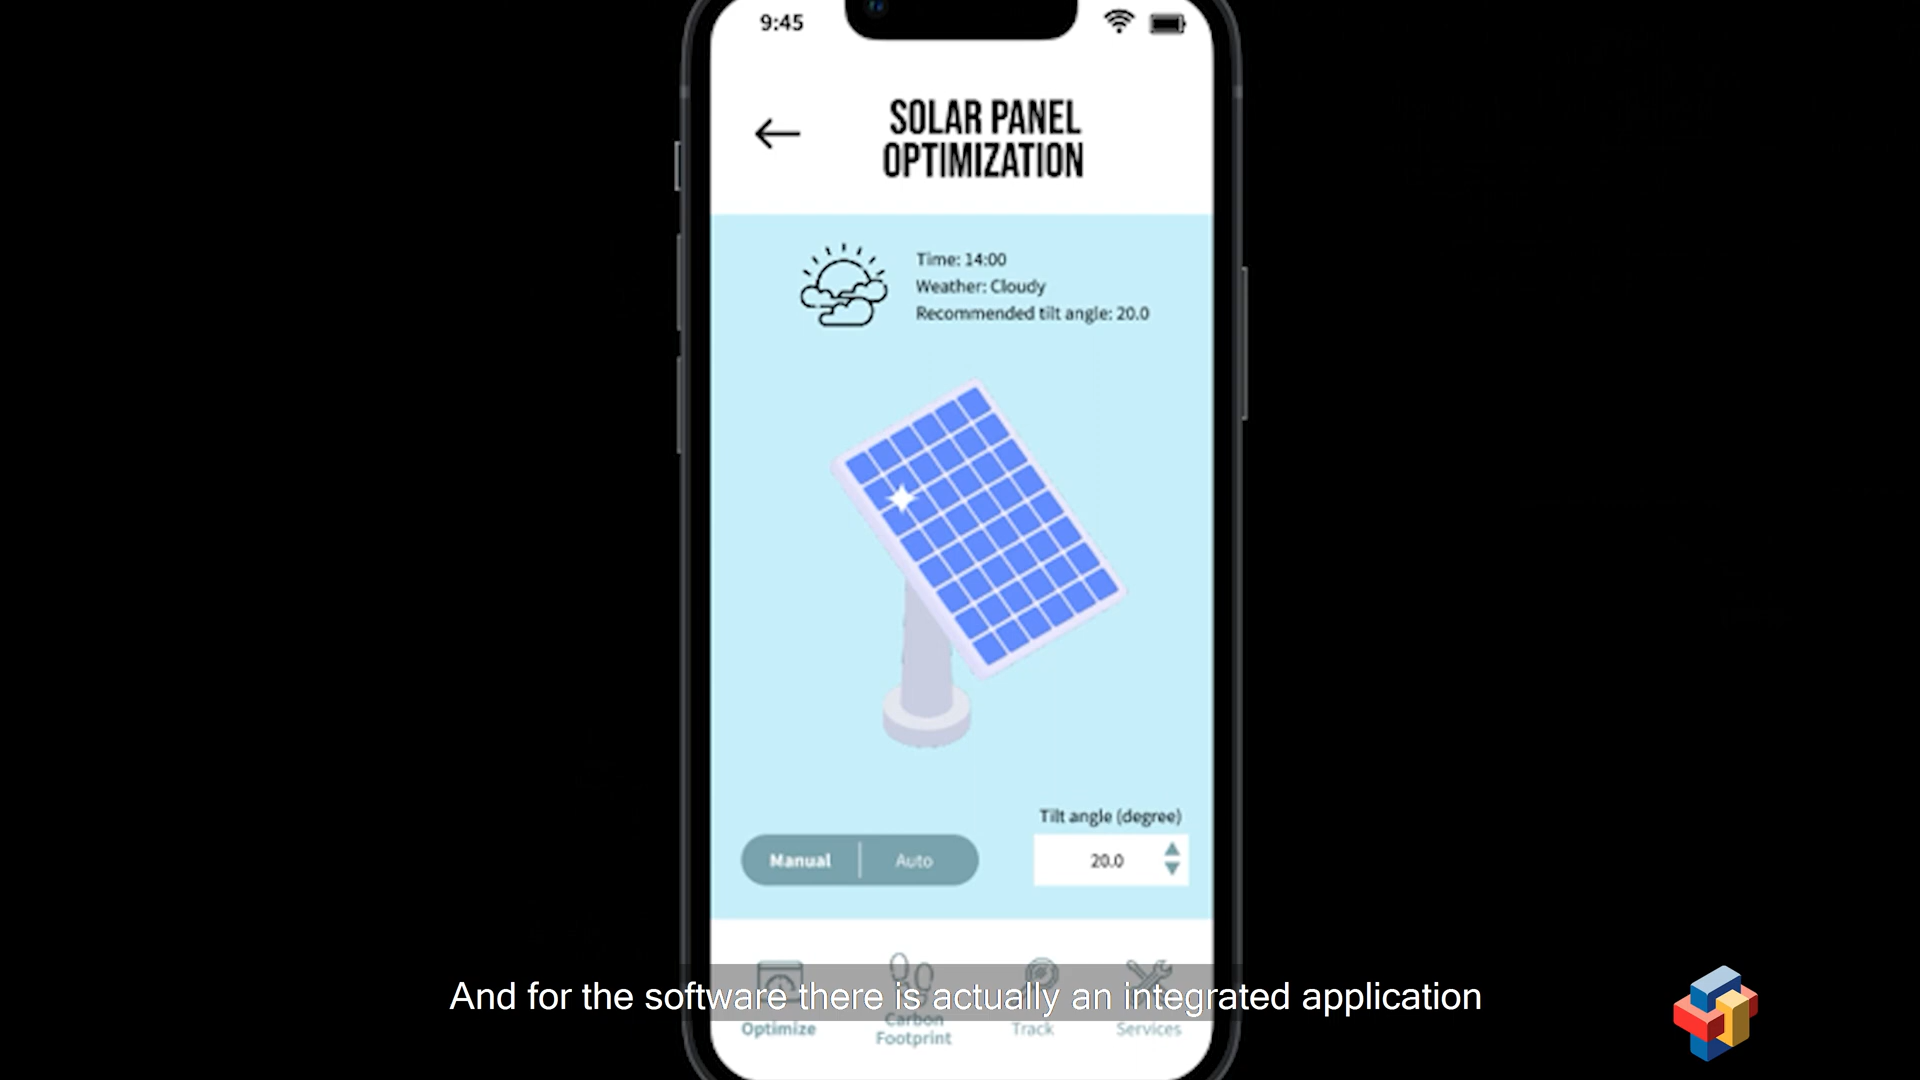 9:45
SOLAR PANEL
OPTIMIZATION
Time: 14:00
Weather: Cloudy
Recommended tilt angle: 20.0
Tilt angle (degree)
Manual
Auto
20.0
And for the software there is actually an integrated application
Optimize
Carbon
Footprint
Track
Services